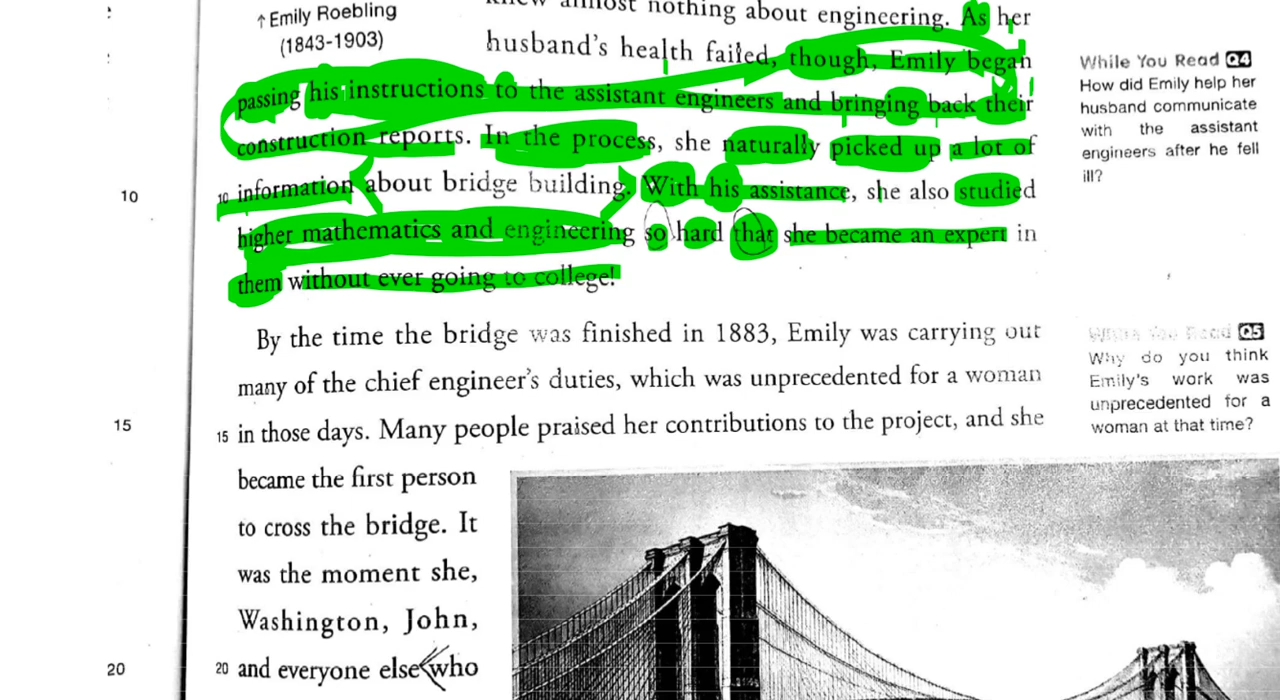 ↑Emily Roebling
(1843-1903)
almost nothing about engineering. As her
husband's health failed, though, Emily began
passing his instructions to the assistant engineers and bringing back their
construction reports. In the process, she naturally picked up a lot of
10 information about bridge building. With his assistance, she also studied
higher mathematics and engineering so hard that she became an expert in
them without ever going to college!
By the time the bridge was finished in 1883, Emily was carrying out
many of the chief engineer's duties, which was unprecedented for a woman
15 in those days. Many people praised her contributions to the project, and she
became the first person
to cross the bridge. It
was the moment she,
Washington, John,
20 and everyone else who
10
15
20
While You Read Q4
How did Emily help her
husband communicate
with the assistant
engineers after he fell
ill?
While You Read Q5
Why do you think
Emily's work was
unprecedented for a
woman at that time?